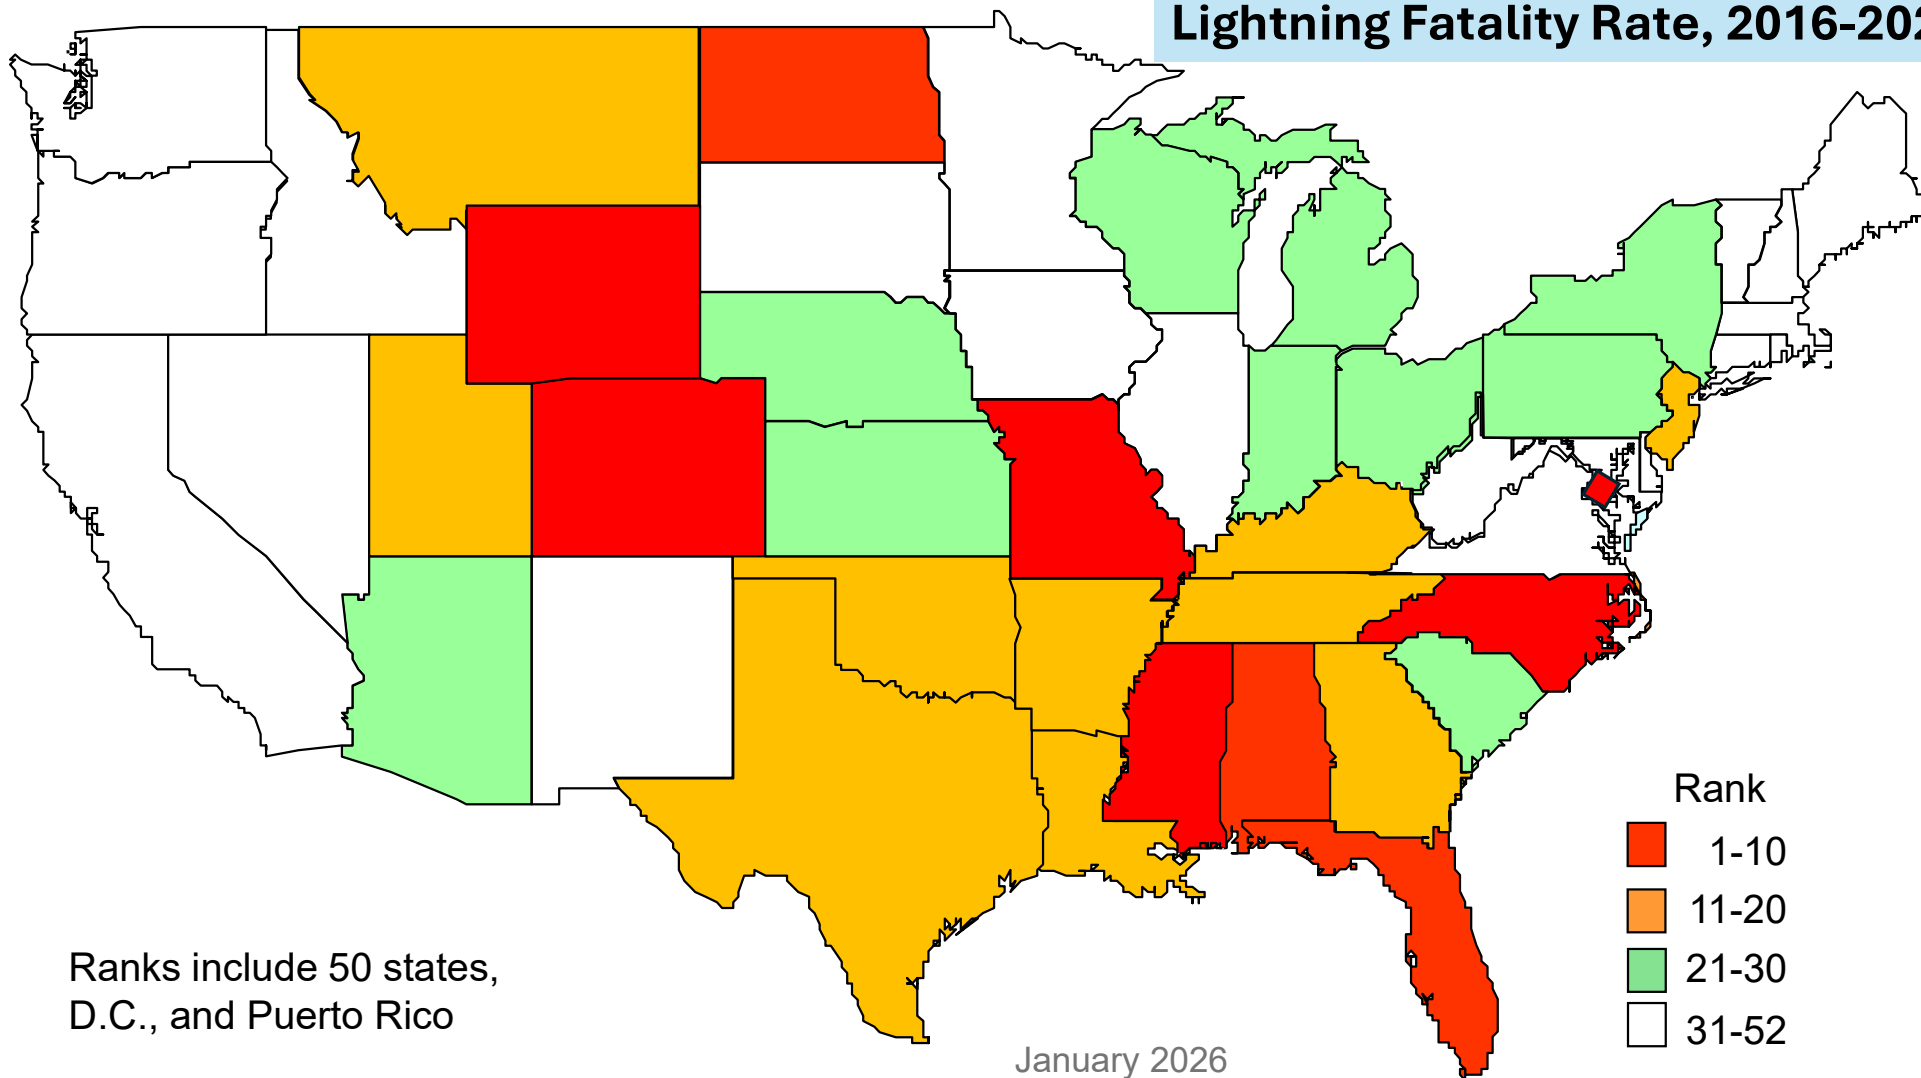 Lightning Fatality Rate, 2016-202
Rank
1-10
11-20
21-30
31-52
Ranks include 50 states,
D.C., and Puerto Rico
January 2026